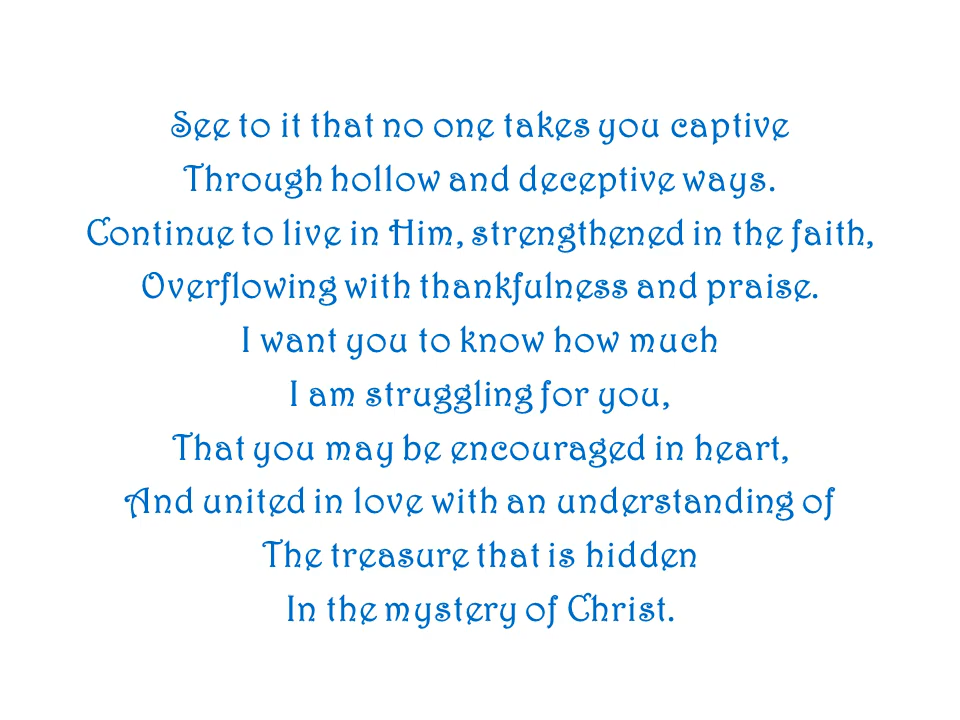 See to it that no one takes you captive
Through hollow and deceptive ways.
Continue to live in Him, strengthened in the faith,
Overflowing with thankfulness and praise.
I want you to know how much
I am struggling for you,
That you may be encouraged in heart,
And united in love with an understanding of
The treasure that is hidden
In the mystery of Christ.